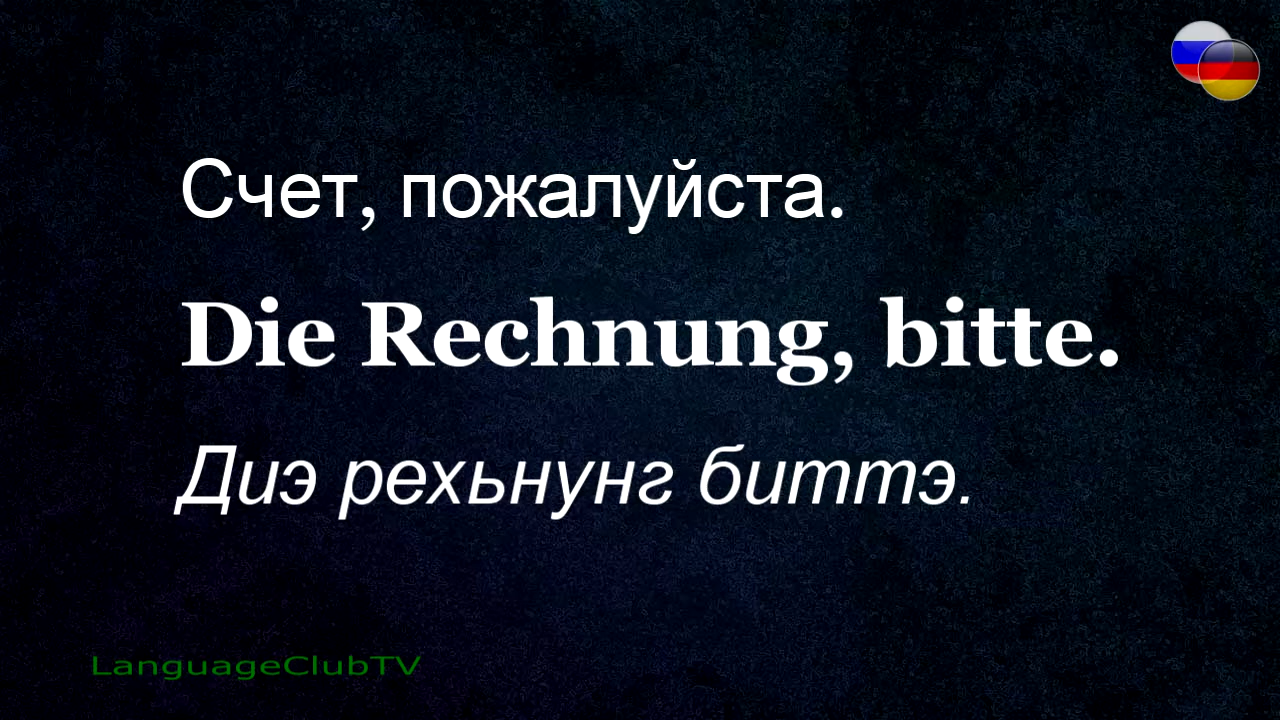 Счет, пожалуйста.
Die Rechnung, bitte.
Диэ рехьнунг биттэ.
LanguageClubTV